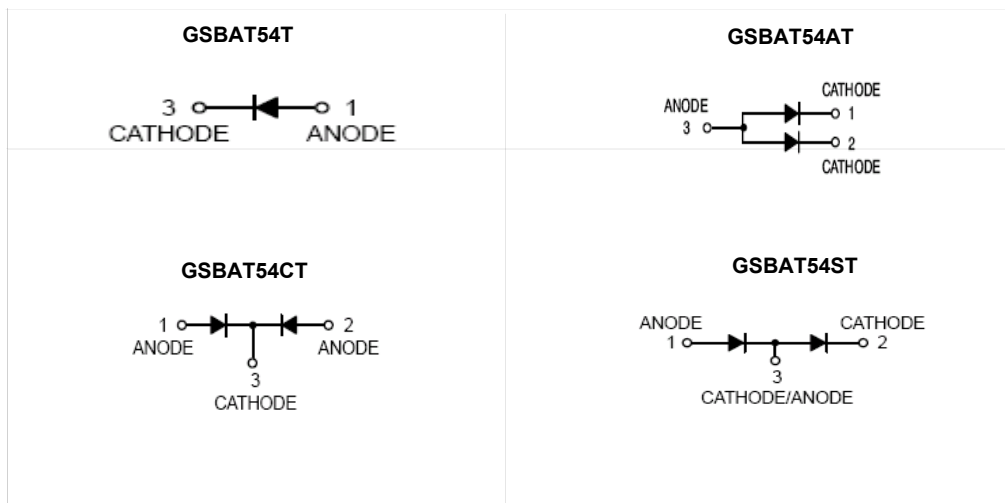 GSBAT54T
3 1
CATHODE ANODE
GSBAT54AT
CATHODE
ANODE 1
3
2
CATHODE
GSBAT54CT
1 2
ANODE ANODE
3
CATHODE
GSBAT54ST
ANODE CATHODE
1 2
3
CATHODE/ANODE